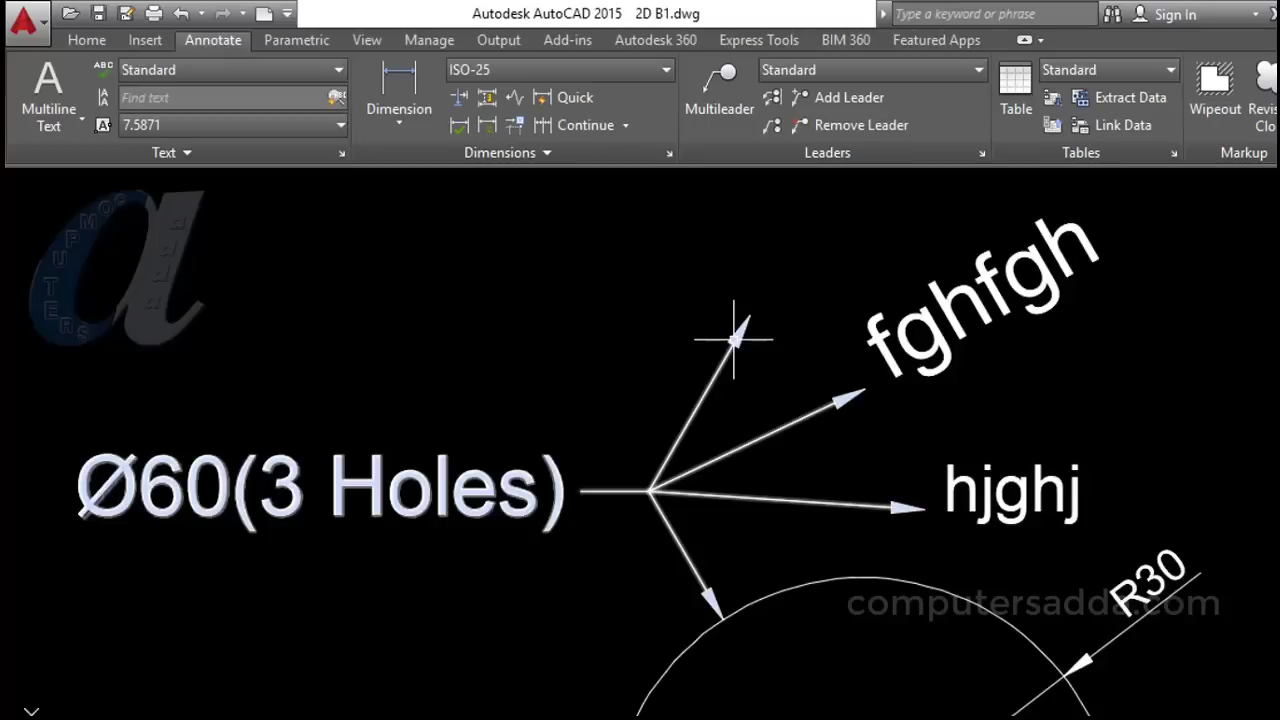 Autodesk AutoCAD 2015 2D B1.dwg
Type a keyword or phrase
Sign In
Home Insert Annotate Parametric View Manage Output Add-ins Autodesk 360 Express Tools BIM 360 Featured Apps
A
Multiline
Text
ABC
Standard
Find text
7.5871
Text
Dimension
ISO-25
Quick
Continue
Dimensions
Multileader
Standard
Add Leader
Remove Leader
Leaders
Table
Standard
Extract Data
Link Data
Tables
Wipeout
Markup
a
COMPUTERS
adda
fghfgh
Ø60(3 Holes)
hjghj
R30
computersadda.com